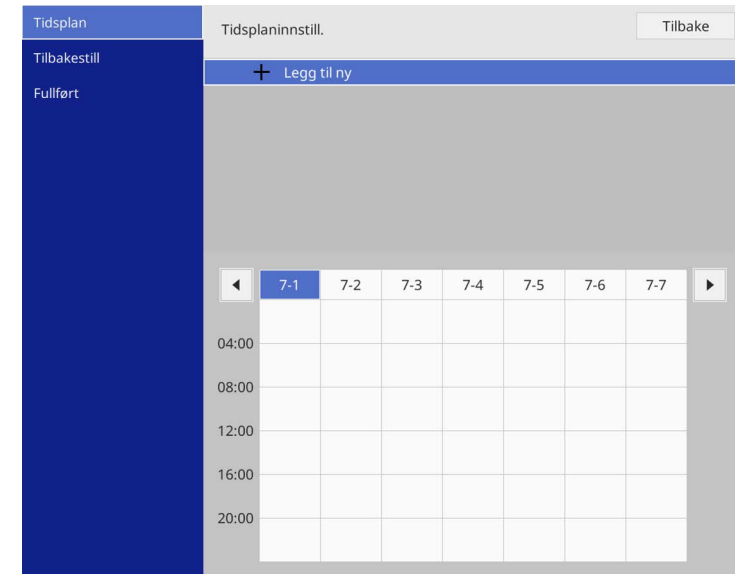 Tidsplan
Tilbakestill
Fullført
Tidsplaninnstill.
Tilbake
Legg til ny
7-1 7-2 7-3 7-4 7-5 7-6 7-7
04:00
08:00
12:00
16:00
20:00